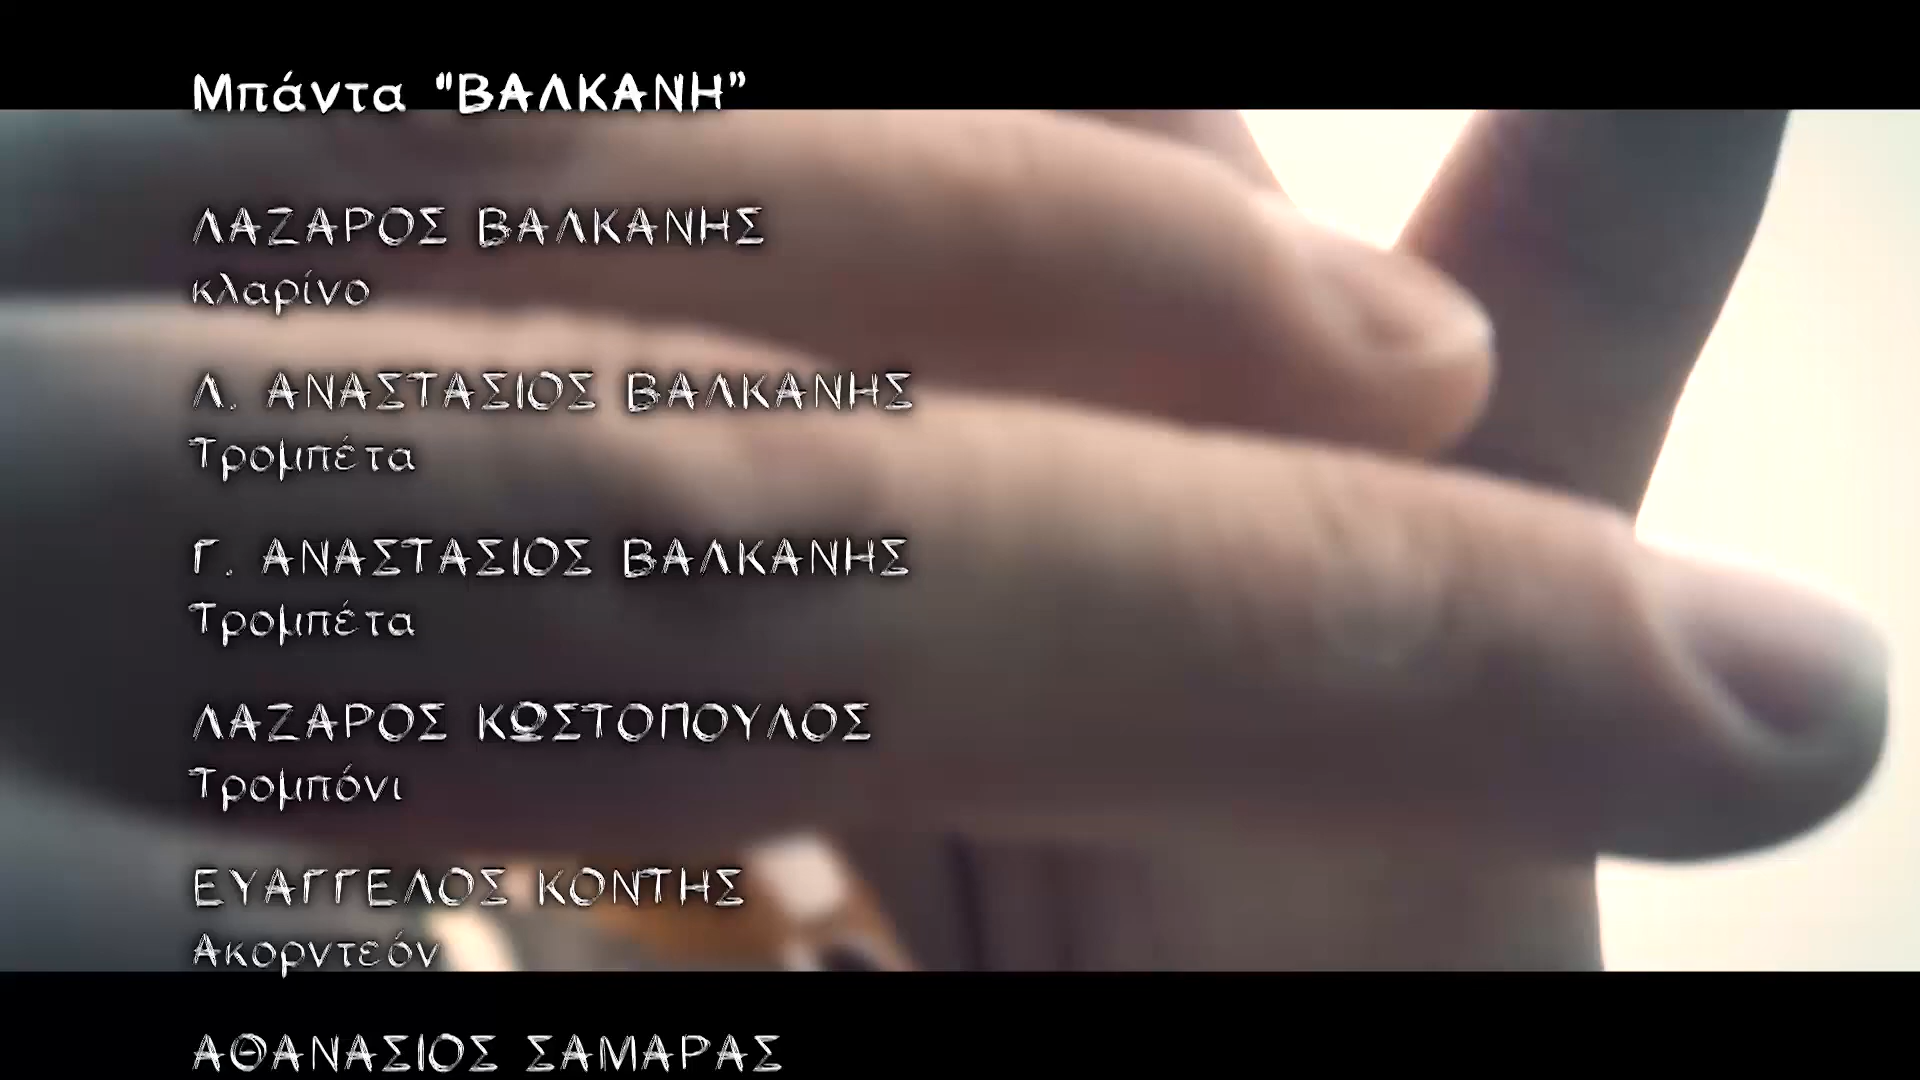 Μπάντα “ΒΑΛΚΑΝΗ”
ΛΑΖΑΡΟΣ ΒΑΛΚΑΝΗΣ
κλαρίνο
Λ. ΑΝΑΣΤΑΣΙΟΣ ΒΑΛΚΑΝΗΣ
Τρομπέτα
Γ. ΑΝΑΣΤΑΣΙΟΣ ΒΑΛΚΑΝΗΣ
Τρομπέτα
ΛΑΖΑΡΟΣ ΚΩΣΤΟΠΟΥΛΟΣ
Τρομπόνι
ΕΥΑΓΓΕΛΟΣ ΚΟΝΤΗΣ
Ακορντεόν
ΑΘΑΝΑΣΙΟΣ ΣΑΜΑΡΑΣ